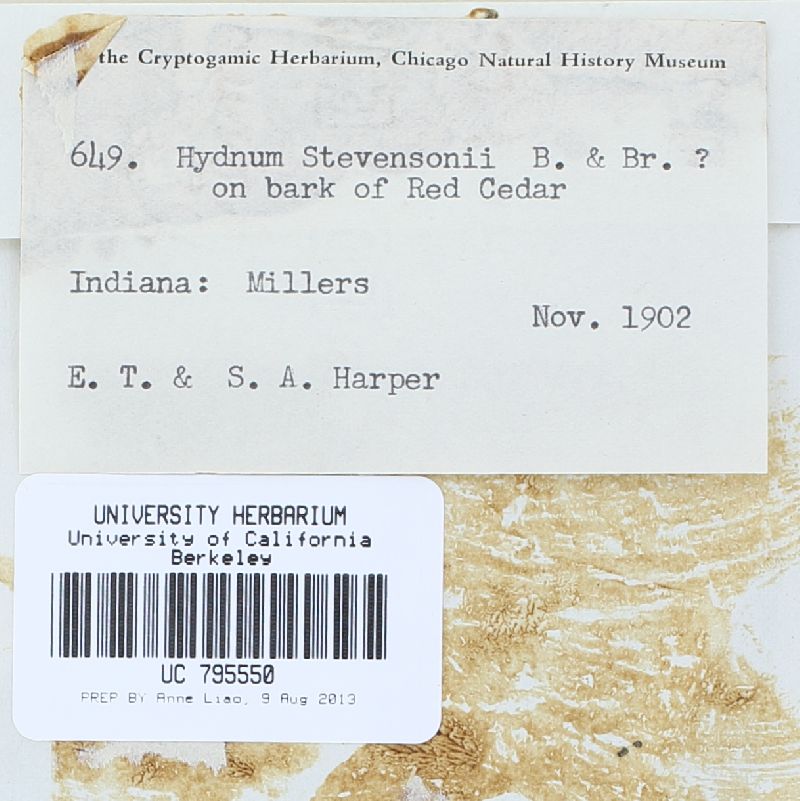 the Cryptogamic Herbarium, Chicago Natural History Museum
649. Hydnum Stevensonii B. & Br. ?
on bark of Red Cedar
Indiana: Millers
Nov. 1902
E. T. & S. A. Harper
UNIVERSITY HERBARIUM
University of California
Berkeley
UC 795550
PREP BY Anne Liao, 9 Aug 2013